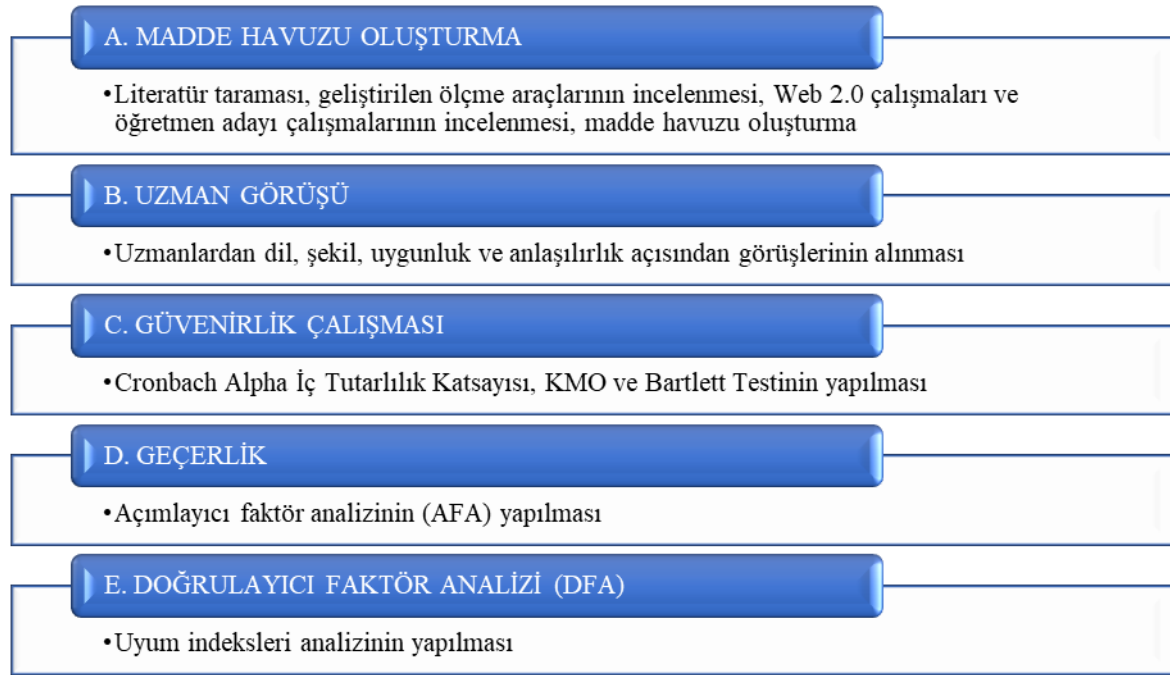 A. MADDE HAVUZU OLUŞTURMA
•Literatür taraması, geliştirilen ölçme araçlarının incelenmesi, Web 2.0 çalışmaları ve
öğretmen adayı çalışmalarının incelenmesi, madde havuzu oluşturma
B. UZMAN GÖRÜŞÜ
•Uzmanlardan dil, şekil, uygunluk ve anlaşılırlık açısından görüşlerinin alınması
C. GÜVENİRLİK ÇALIŞMASI
•Cronbach Alpha İç Tutarlılık Katsayısı, KMO ve Bartlett Testinin yapılması
D. GEÇERLİK
•Açımlayıcı faktör analizinin (AFA) yapılması
E. DOĞRULAYICI FAKTÖR ANALİZİ (DFA)
•Uyum indeksleri analizinin yapılması